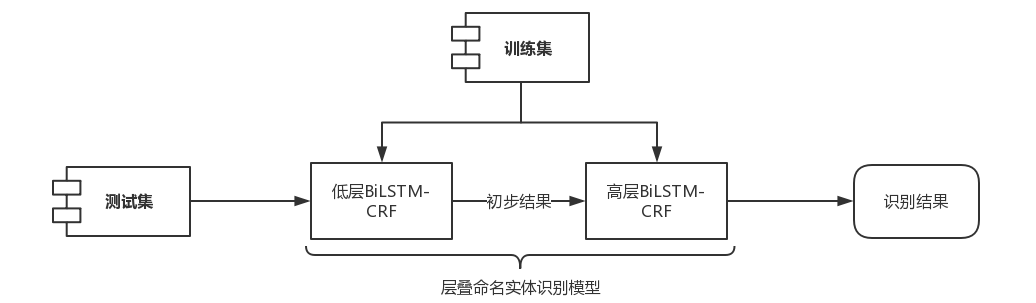 训练集
测试集
低层BiLSTM-
CRF
初步结果
高层BiLSTM-
CRF
识别结果
层叠命名实体识别模型